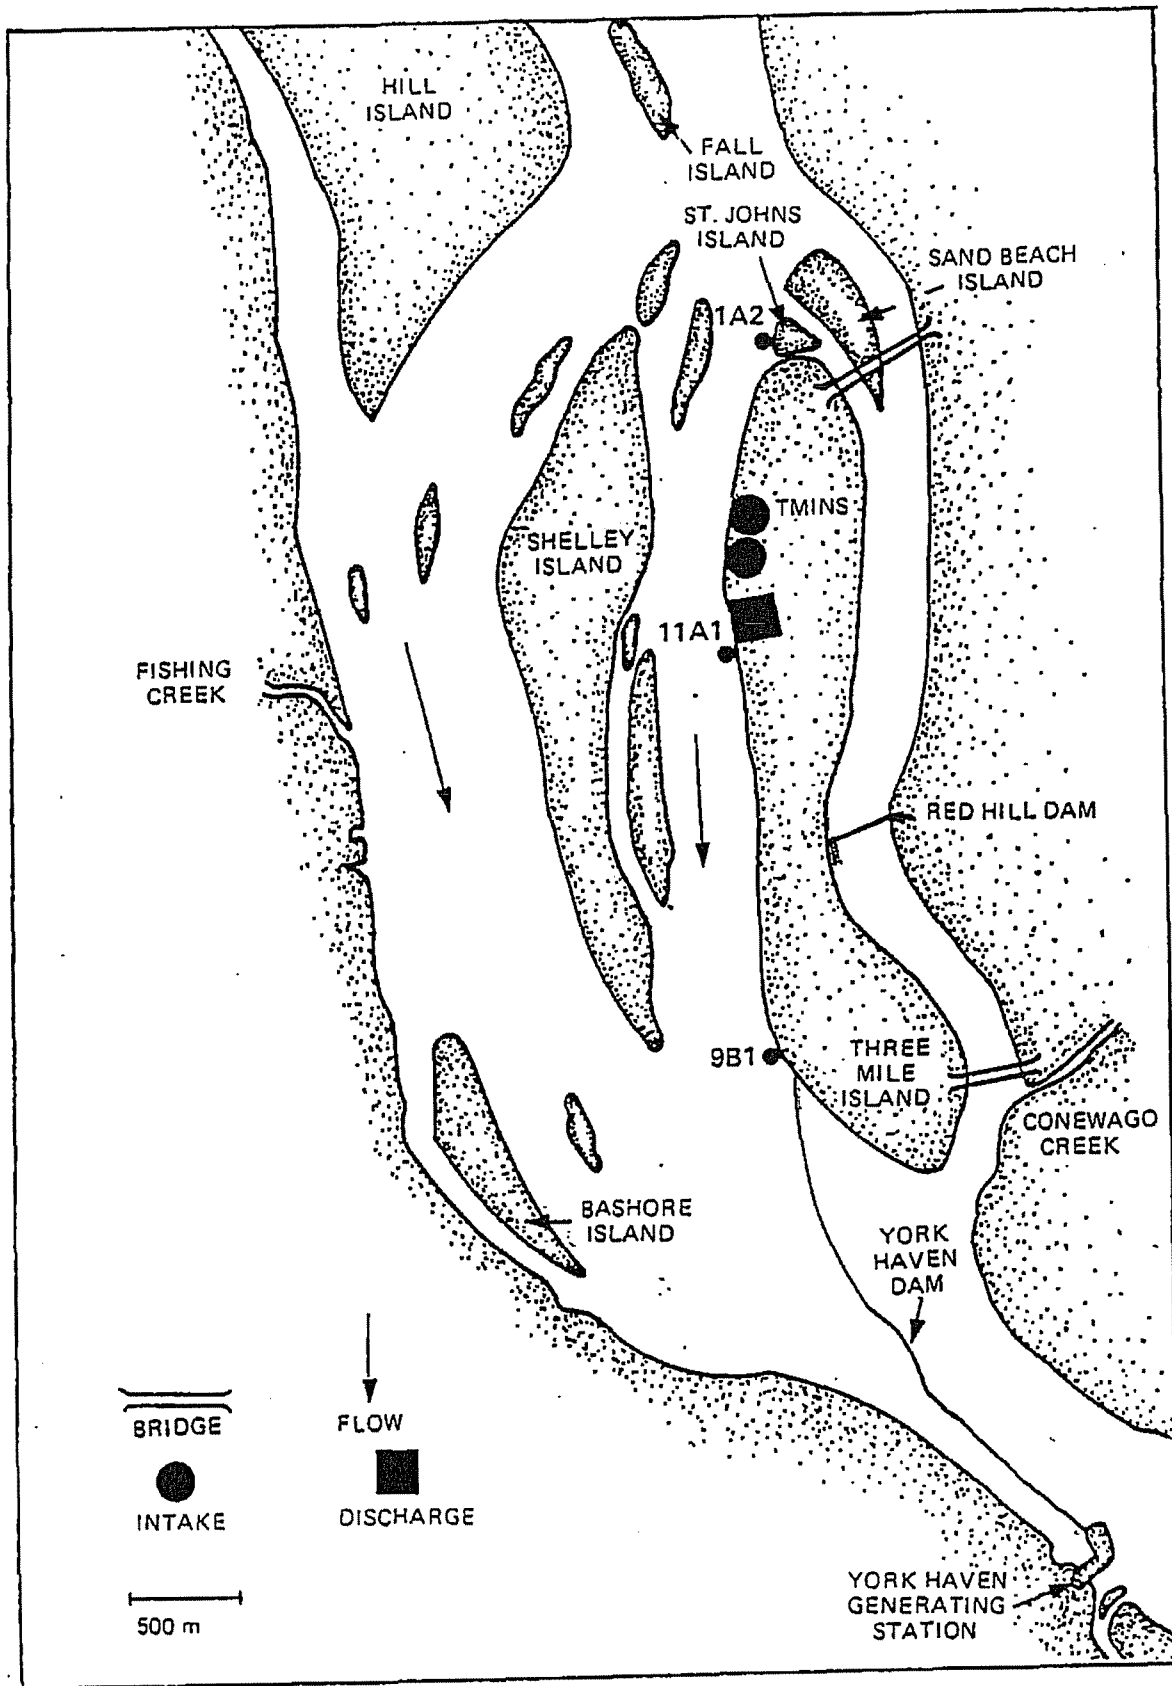 HILL
ISLAND
FALL
ISLAND
ST. JOHNS
ISLAND
SAND BEACH
ISLAND
1A2
TMINS
SHELLEY
ISLAND
11A1
FISHING
CREEK
RED HILL DAM
9B1
THREE
MILE
ISLAND
CONEWAGO
CREEK
BASHORE
ISLAND
YORK
HAVEN
DAM
BRIDGE
FLOW
INTAKE
DISCHARGE
500 m
YORK HAVEN
GENERATING
STATION